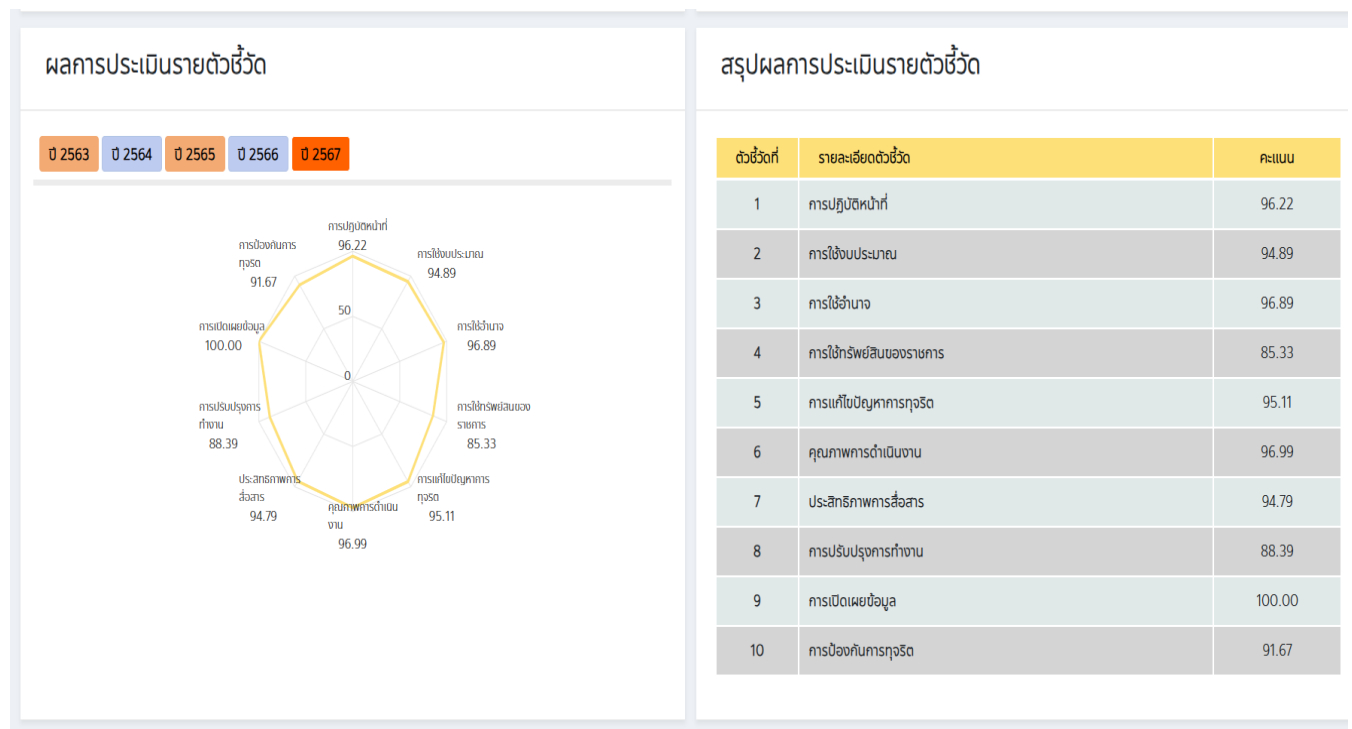 ผลการประเมินรายตัวชี้วัด
ปี 2563 ปี 2564 ปี 2565 ปี 2566 ปี 2567
การปฏิบัติหน้าที่
96.22
การใช้งบประมาณ
94.89
การใช้อำนาจ
96.89
การใช้ทรัพย์สินของ
ราชการ
85.33
การแก้ไขปัญหาการ
ทุจริต
95.11
คุณภาพการดำเนิน
งาน
96.99
ประสิทธิภาพการ
สื่อสาร
94.79
การปรับปรุงการ
ทำงาน
88.39
การเปิดเผยข้อมูล
100.00
การป้องกันการ
ทุจริต
91.67
50
0
สรุปผลการประเมินรายตัวชี้วัด
ตัวชี้วัดที่ รายละเอียดตัวชี้วัด คะแนน
1 การปฏิบัติหน้าที่ 96.22
2 การใช้งบประมาณ 94.89
3 การใช้อำนาจ 96.89
4 การใช้ทรัพย์สินของราชการ 85.33
5 การแก้ไขปัญหาการทุจริต 95.11
6 คุณภาพการดำเนินงาน 96.99
7 ประสิทธิภาพการสื่อสาร 94.79
8 การปรับปรุงการทำงาน 88.39
9 การเปิดเผยข้อมูล 100.00
10 การป้องกันการทุจริต 91.67